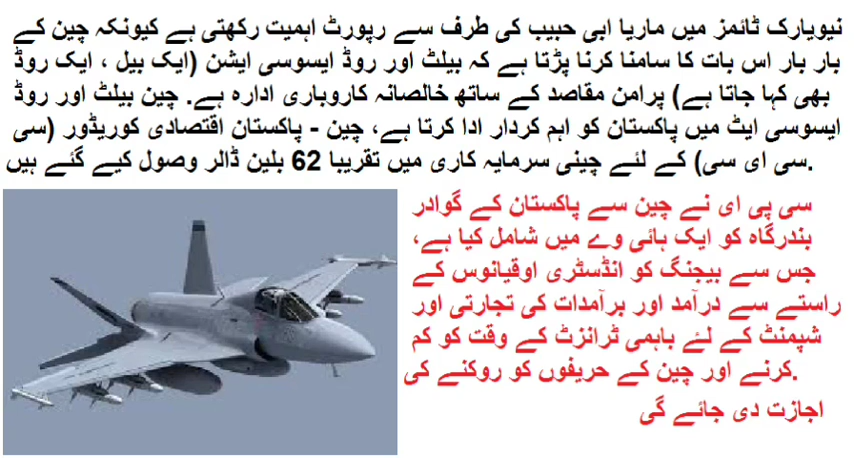 نیویارک ٹائمز میں ماریا ابی حبیب کی طرف سے رپورٹ اہمیت رکھتی ہے کیونکہ چین کے
بار بار اس بات کا سامنا کرنا پڑتا ہے کہ بیلٹ اور روڈ ایسوسی ایشن (ایک بیل ، ایک روڈ
بھی کہا جاتا ہے) پرامن مقاصد کے ساتھ خالصانہ کاروباری ادارہ ہے. چین بیلٹ اور روڈ
ایسوسی ایٹ میں پاکستان کو اہم کردار ادا کرتا ہے، چین - پاکستان اقتصادی کوریڈور (سی
سی ای سی) کے لئے چینی سرمایہ کاری میں تقریبا 62 بلین ڈالر وصول کیے گئے ہیں.
سی پی ای نے چین سے پاکستان کے گوادر
بندرگاہ کو ایک ہائی وے میں شامل کیا ہے،
جس سے بیجنگ کو انڈسٹری اوقیانوس کے
راستے سے درآمد اور برآمدات کی تجارتی اور
شپمنٹ کے لئے باہمی ٹرانزٹ کے وقت کو کم
کرنے اور چین کے حریفوں کو روکنے کی.
اجازت دی جائے گی